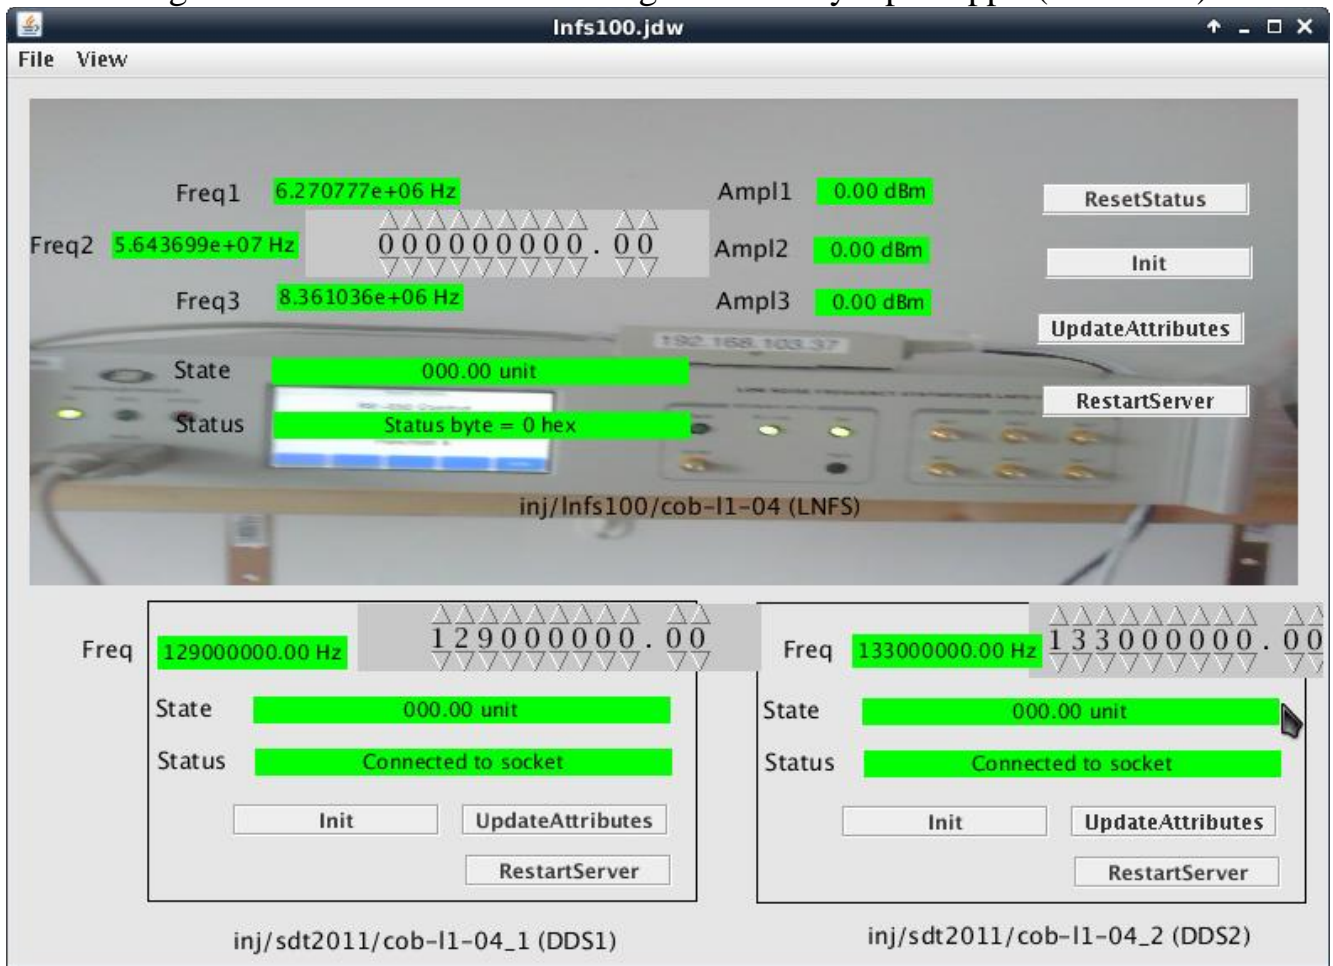 lnfs100.jdw
File View
Freq1 6.270777e+06 Hz Ampl1 0.00 dBm ResetStatus
Freq2 5.643699e+07 Hz 000000000.00 Ampl2 0.00 dBm Init
Freq3 8.361036e+06 Hz Ampl3 0.00 dBm
UpdateAttributes
192.168.103.37
State 000.00 unit
RestartServer
Status Status byte = 0 hex
inj/lnfs100/cob-l1-04 (LNFS)
Freq 129000000.00 Hz 129000000.00
State 000.00 unit
Status Connected to socket
Init UpdateAttributes
RestartServer
inj/sdt2011/cob-l1-04_1 (DDS1)
Freq 133000000.00 Hz 133000000.00
State 000.00 unit
Status Connected to socket
Init UpdateAttributes
RestartServer
inj/sdt2011/cob-l1-04_2 (DDS2)